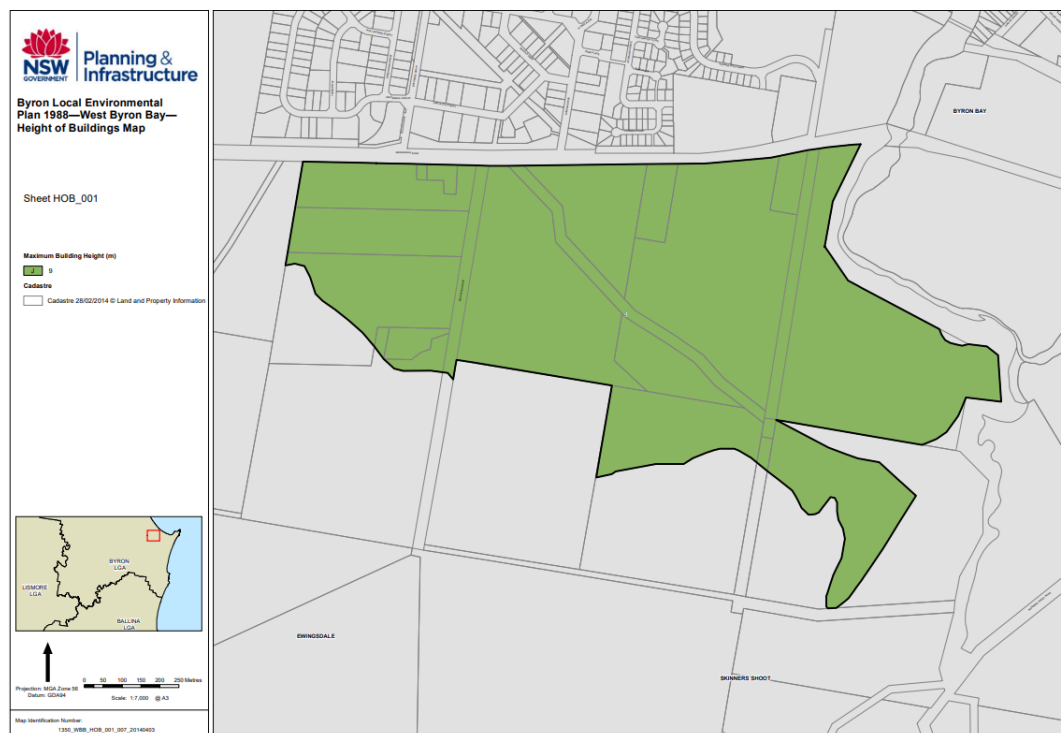 NSW
GOVERNMENT
Planning &
Infrastructure
Byron Local Environmental
Plan 1988—West Byron Bay—
Height of Buildings Map
Sheet HOB_001
Maximum Building Height (m)
J 9
Cadastre
Cadastre 28/02/2014 © Land and Property Information
BYRON LGA
LISMORE LGA
BALLINA LGA
Projection: MGA Zone 56
Datum: GDA94
0 50 100 150 200 250 Metres
Scale: 1:7,000 @ A3
Map Identification Number:
1350_WBB_HOB_001_007_20140403
BYRON BAY
J
EWINGSDALE
SKINNERS SHOOT